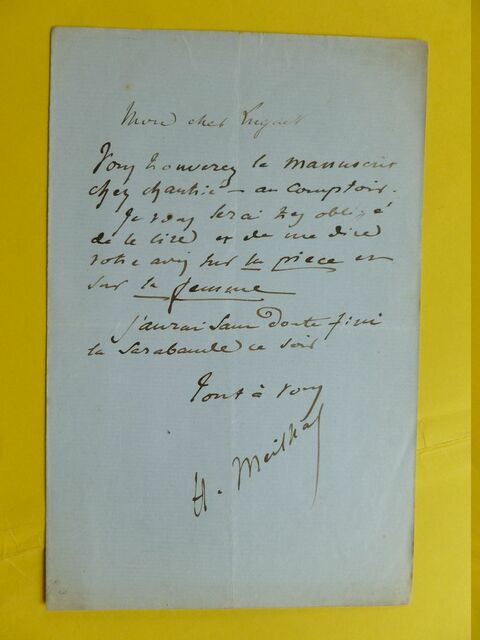 Mon cher
Vous trouverez le manuscrit
chez - au comptoir.
Je vous serai très obligé
de le lire et de me dire
votre avis sur la pièce et
sur la femme
J'aurai sans doute fini
la Sarabande ce soir
Tout à vous
H. Meilhac